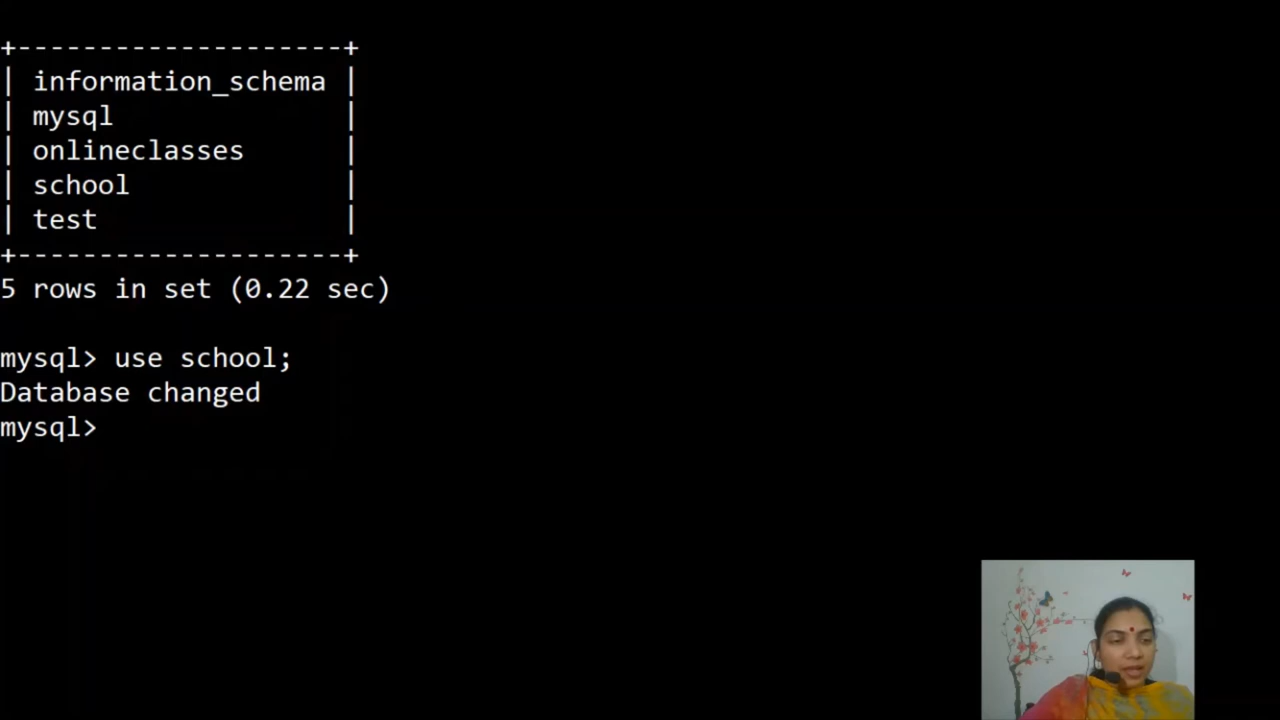 +--------------------+
| information_schema |
| mysql              |
| onlineclasses      |
| school             |
| test               |
+--------------------+
5 rows in set (0.22 sec)
mysql> use school;
Database changed
mysql>